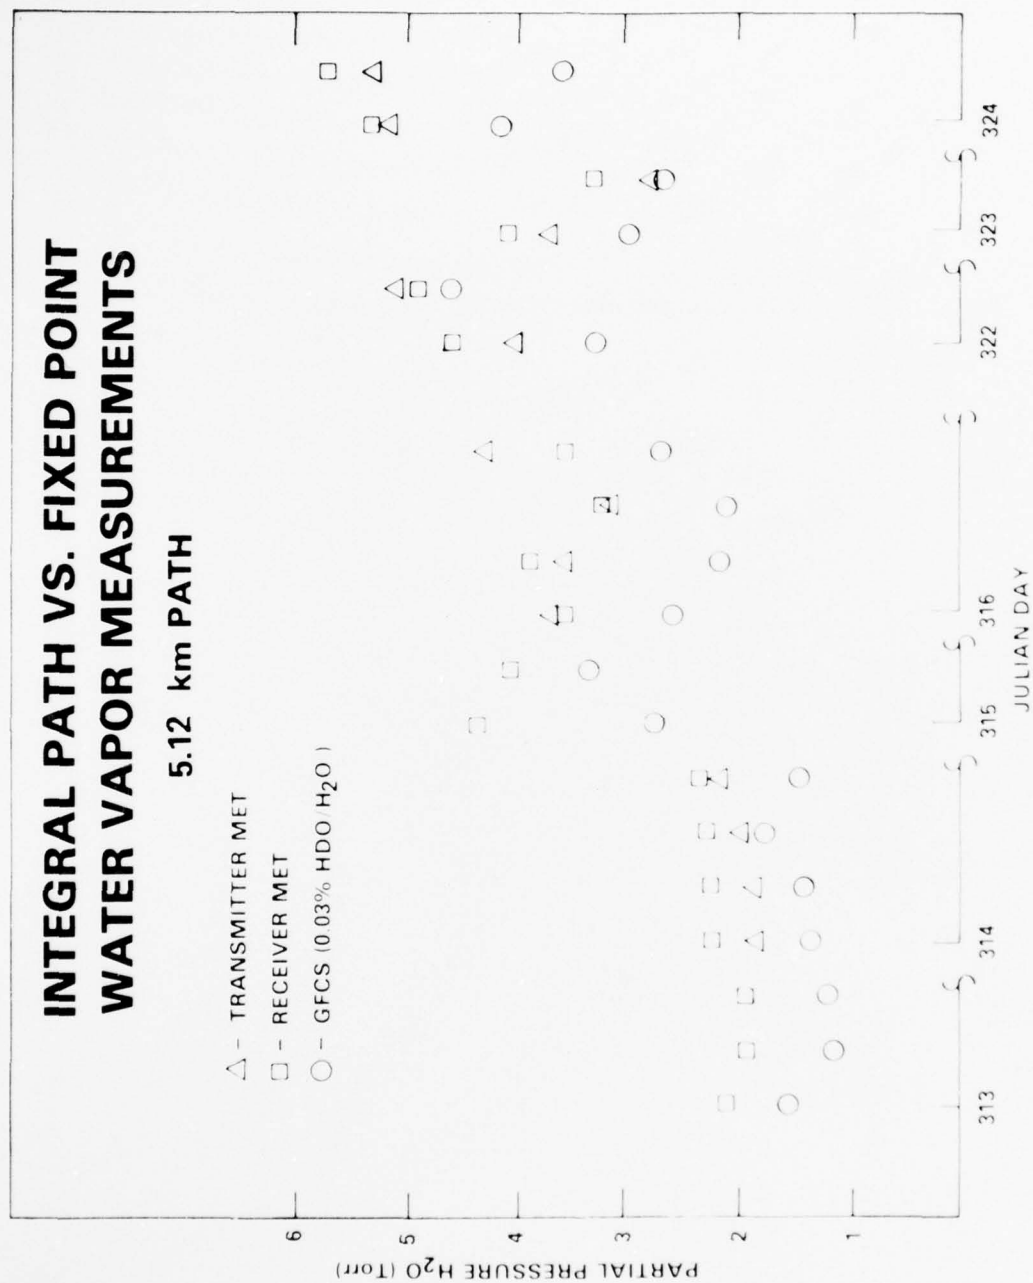 INTEGRAL PATH VS. FIXED POINT
WATER VAPOR MEASUREMENTS
5.12 km PATH
△ – TRANSMITTER MET
□ – RECEIVER MET
○ – GFCS (0.03% HDO/H₂O)
PARTIAL PRESSURE H₂O (Torr)
6
5
4
3
2
1
313 314 315 316 322 323 324
JULIAN DAY